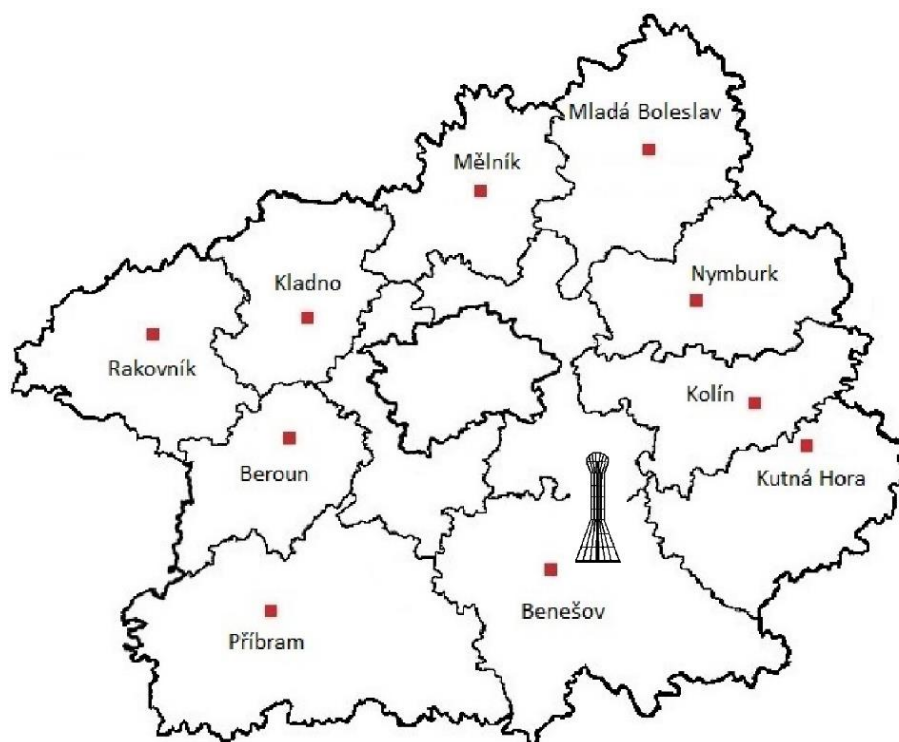 Mladá Boleslav
Mělník
Nymburk
Kladno
Rakovník
Kolín
Beroun
Kutná Hora
Benešov
Příbram